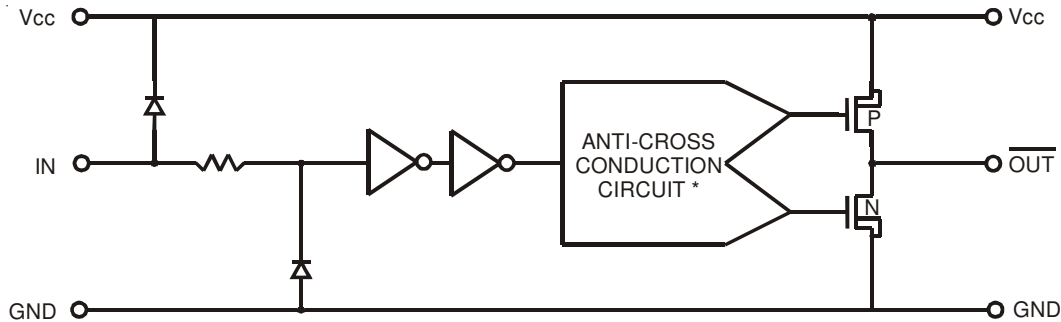 Vcc
Vcc
P
ANTI-CROSS
CONDUCTION
CIRCUIT *
IN
OUT
N
GND
GND